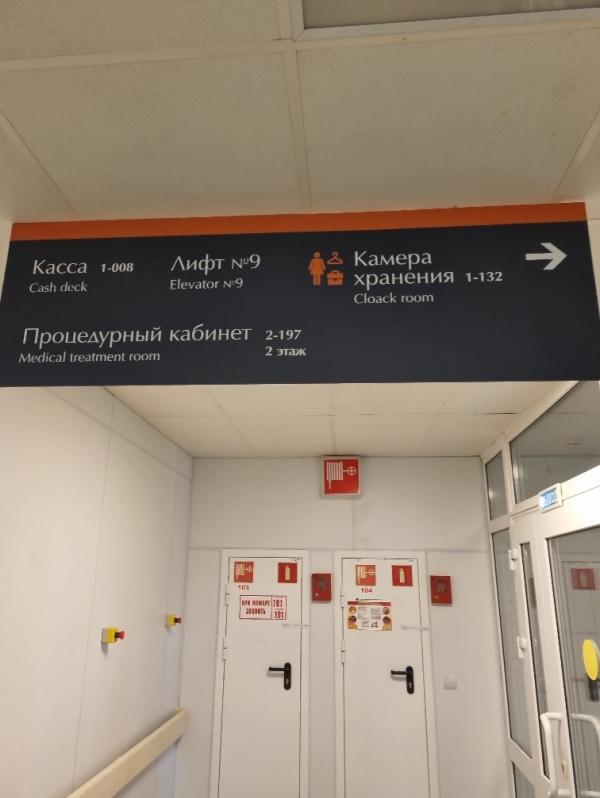 Касса 1-008
Cash deck
Лифт №9
Elevator №9
Камера
хранения 1-132
Cloack room
Процедурный кабинет 2-197
Medical treatment room 2 этаж
103
104
ПРИ ПОЖАРЕ
ЗВОНИТЬ
101
101